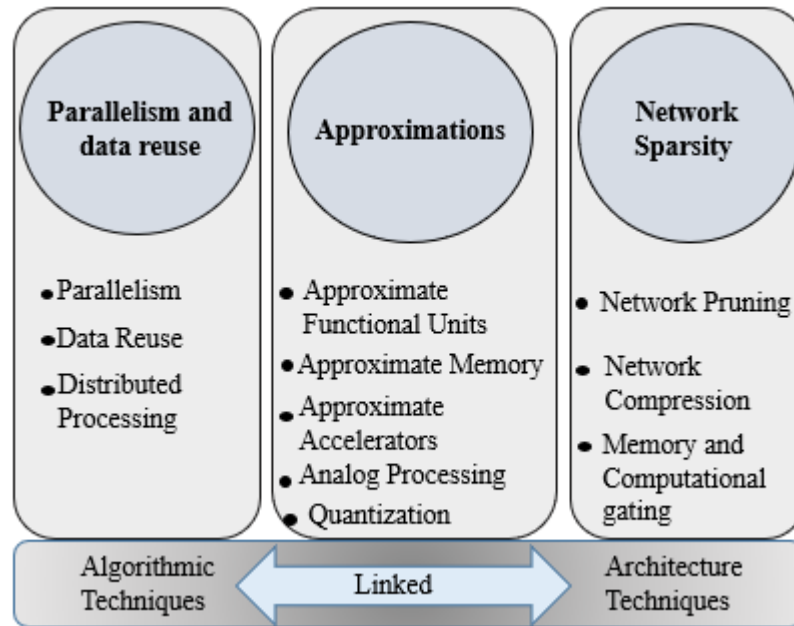 Parallelism and
data reuse
• Parallelism
• Data Reuse
• Distributed
Processing
Approximations
• Approximate
Functional Units
• Approximate Memory
• Approximate
Accelerators
• Analog Processing
• Quantization
Network
Sparsity
• Network Pruning
• Network
Compression
• Memory and
Computational
gating
Algorithmic
Techniques
Linked
Architecture
Techniques